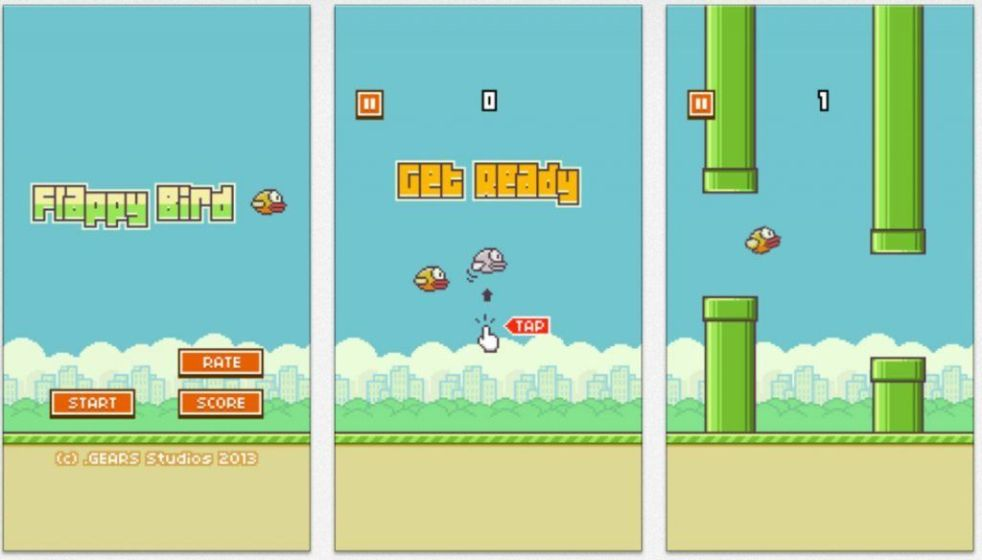 Flappy Bird
RATE
START
SCORE
(c) .GEARS Studios 2013
0
Get Ready
TAP
1